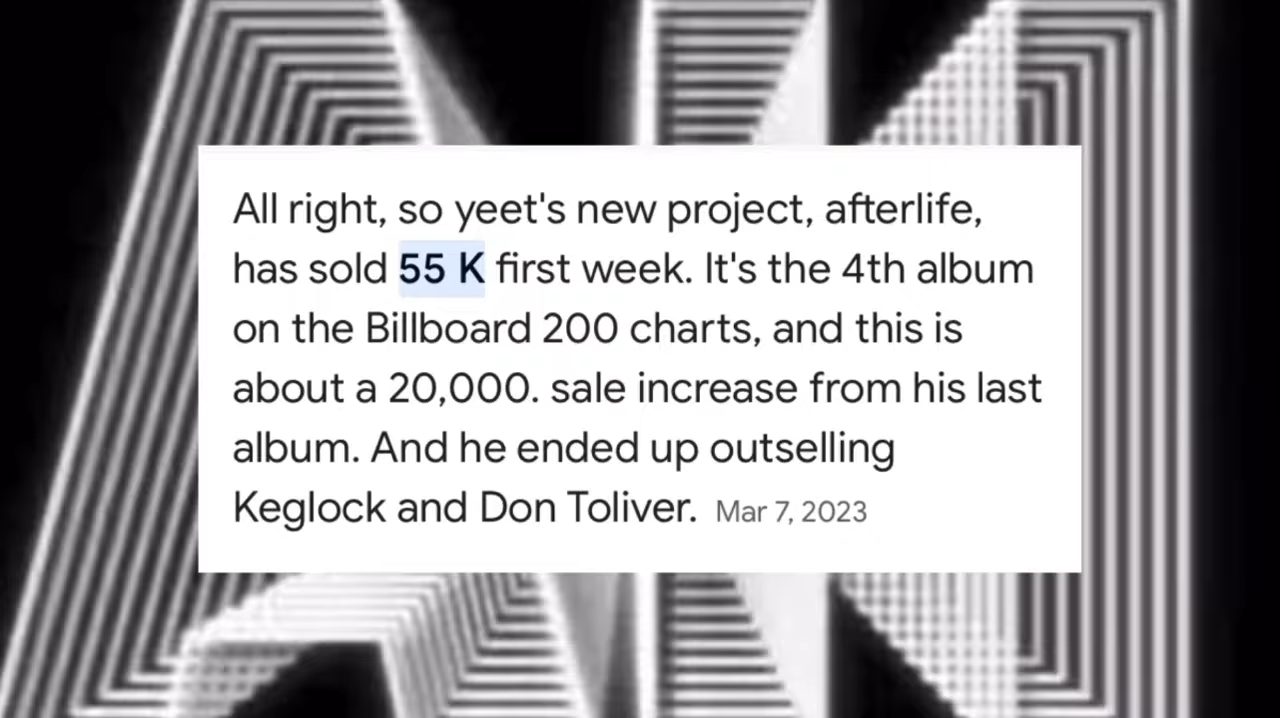 All right, so yeet's new project, afterlife,
has sold 55 K first week. It's the 4th album
on the Billboard 200 charts, and this is
about a 20,000. sale increase from his last
album. And he ended up outselling
Keglock and Don Toliver. Mar 7, 2023